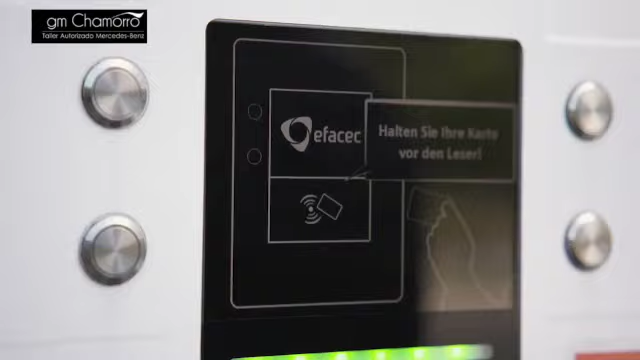 gm Chamorro
Taller Autorizado Mercedes-Benz
efacec
Halten Sie Ihre Karte
vor den Leser!